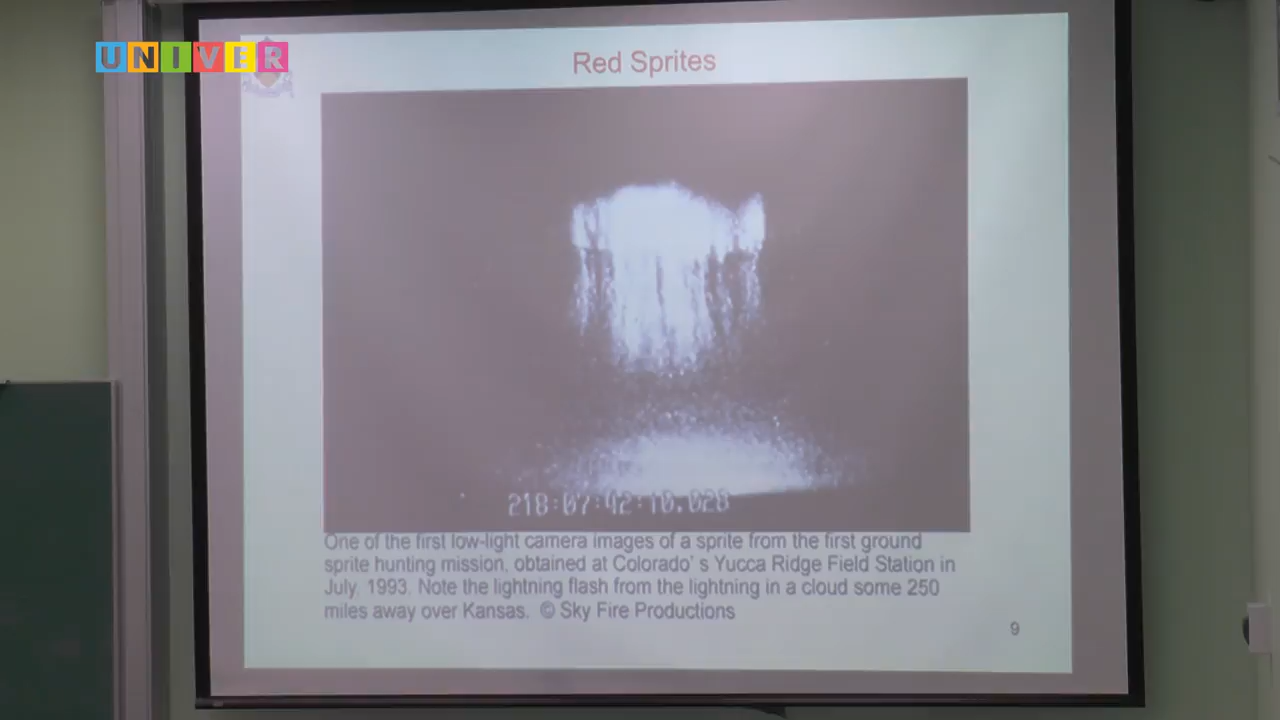 UNIVER
Red Sprites
218:07:42:10.028
One of the first low-light camera images of a sprite from the first ground
sprite hunting mission, obtained at Colorado' s Yucca Ridge Field Station in
July, 1993. Note the lightning flash from the lightning in a cloud some 250
miles away over Kansas. © Sky Fire Productions
9